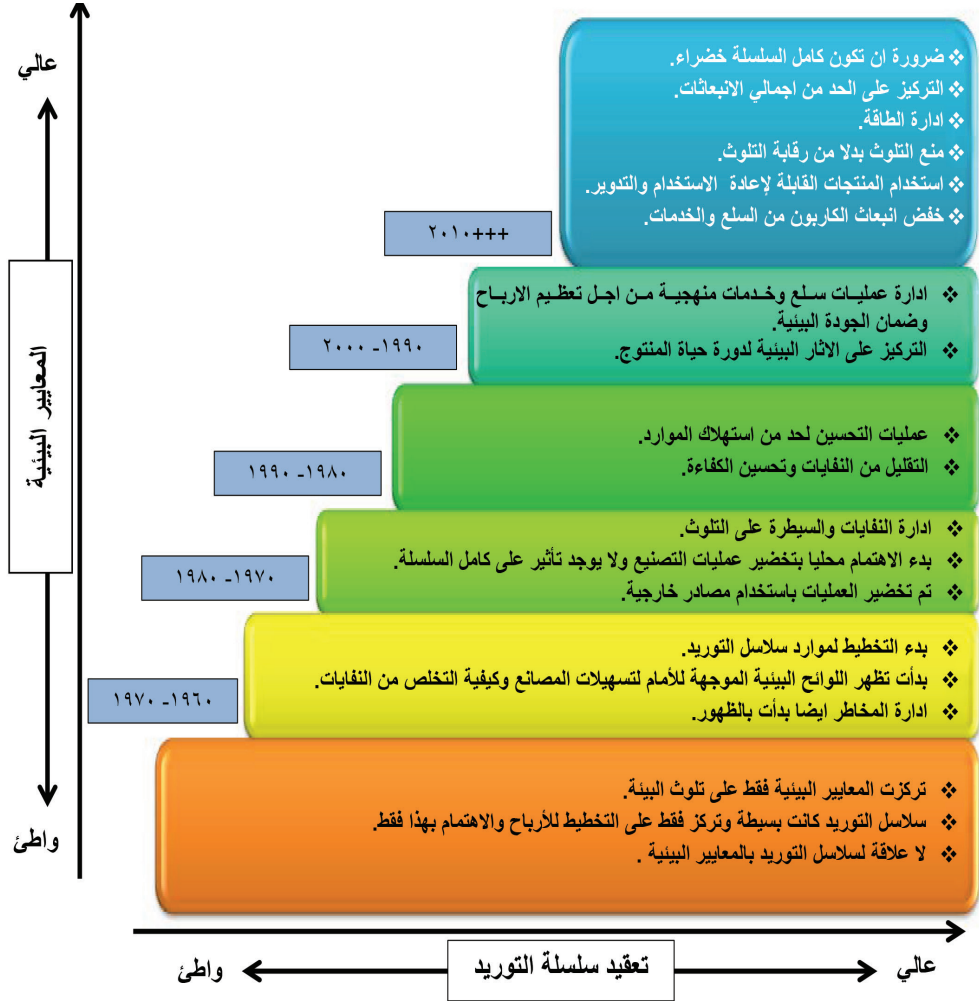 عالي
❖ ضرورة ان تكون كامل السلسلة خضراء.
❖ التركيز على الحد من اجمالي الانبعاثات.
❖ ادارة الطاقة.
❖ منع التلوث بدلا من رقابة التلوث.
❖ استخدام المنتجات القابلة لإعادة الاستخدام والتدوير.
❖ خفض انبعاث الكاربون من السلع والخدمات.
٢٠١٠+++
❖ ادارة عمليات سلع وخدمات منهجية من اجل تعظيم الارباح
وضمان الجودة البيئية.
❖ التركيز على الاثار البيئية لدورة حياة المنتوج.
١٩٩٠- ٢٠٠٠
المعايير البيئية
❖ عمليات التحسين لحد من استهلاك الموارد.
❖ التقليل من النفايات وتحسين الكفاءة.
١٩٨٠- ١٩٩٠
❖ ادارة النفايات والسيطرة على التلوث.
❖ بدء الاهتمام محليا بتخضير عمليات التصنيع ولا يوجد تأثير على كامل السلسلة.
❖ تم تخضير العمليات باستخدام مصادر خارجية.
١٩٧٠- ١٩٨٠
❖ بدء التخطيط لموارد سلاسل التوريد.
❖ بدأت تظهر اللوائح البيئية الموجهة للأمام لتسهيلات المصانع وكيفية التخلص من النفايات.
❖ ادارة المخاطر ايضا بدأت بالظهور.
١٩٦٠- ١٩٧٠
❖ تركزت المعايير البيئية فقط على تلوث البيئة.
❖ سلاسل التوريد كانت بسيطة وتركز فقط على التخطيط للأرباح والاهتمام بهذا فقط.
❖ لا علاقة لسلاسل التوريد بالمعايير البيئية .
واطئ
عالي
تعقيد سلسلة التوريد
واطئ